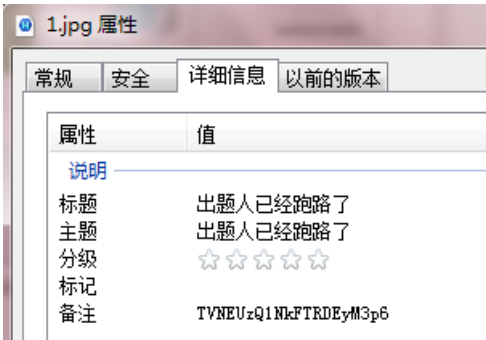 1.jpg 属性
常规 安全 详细信息 以前的版本
属性 值
说明
标题 出题人已经跑路了
主题 出题人已经跑路了
分级
标记
备注 TVNEUzQ1NkFTRDEyM3p6